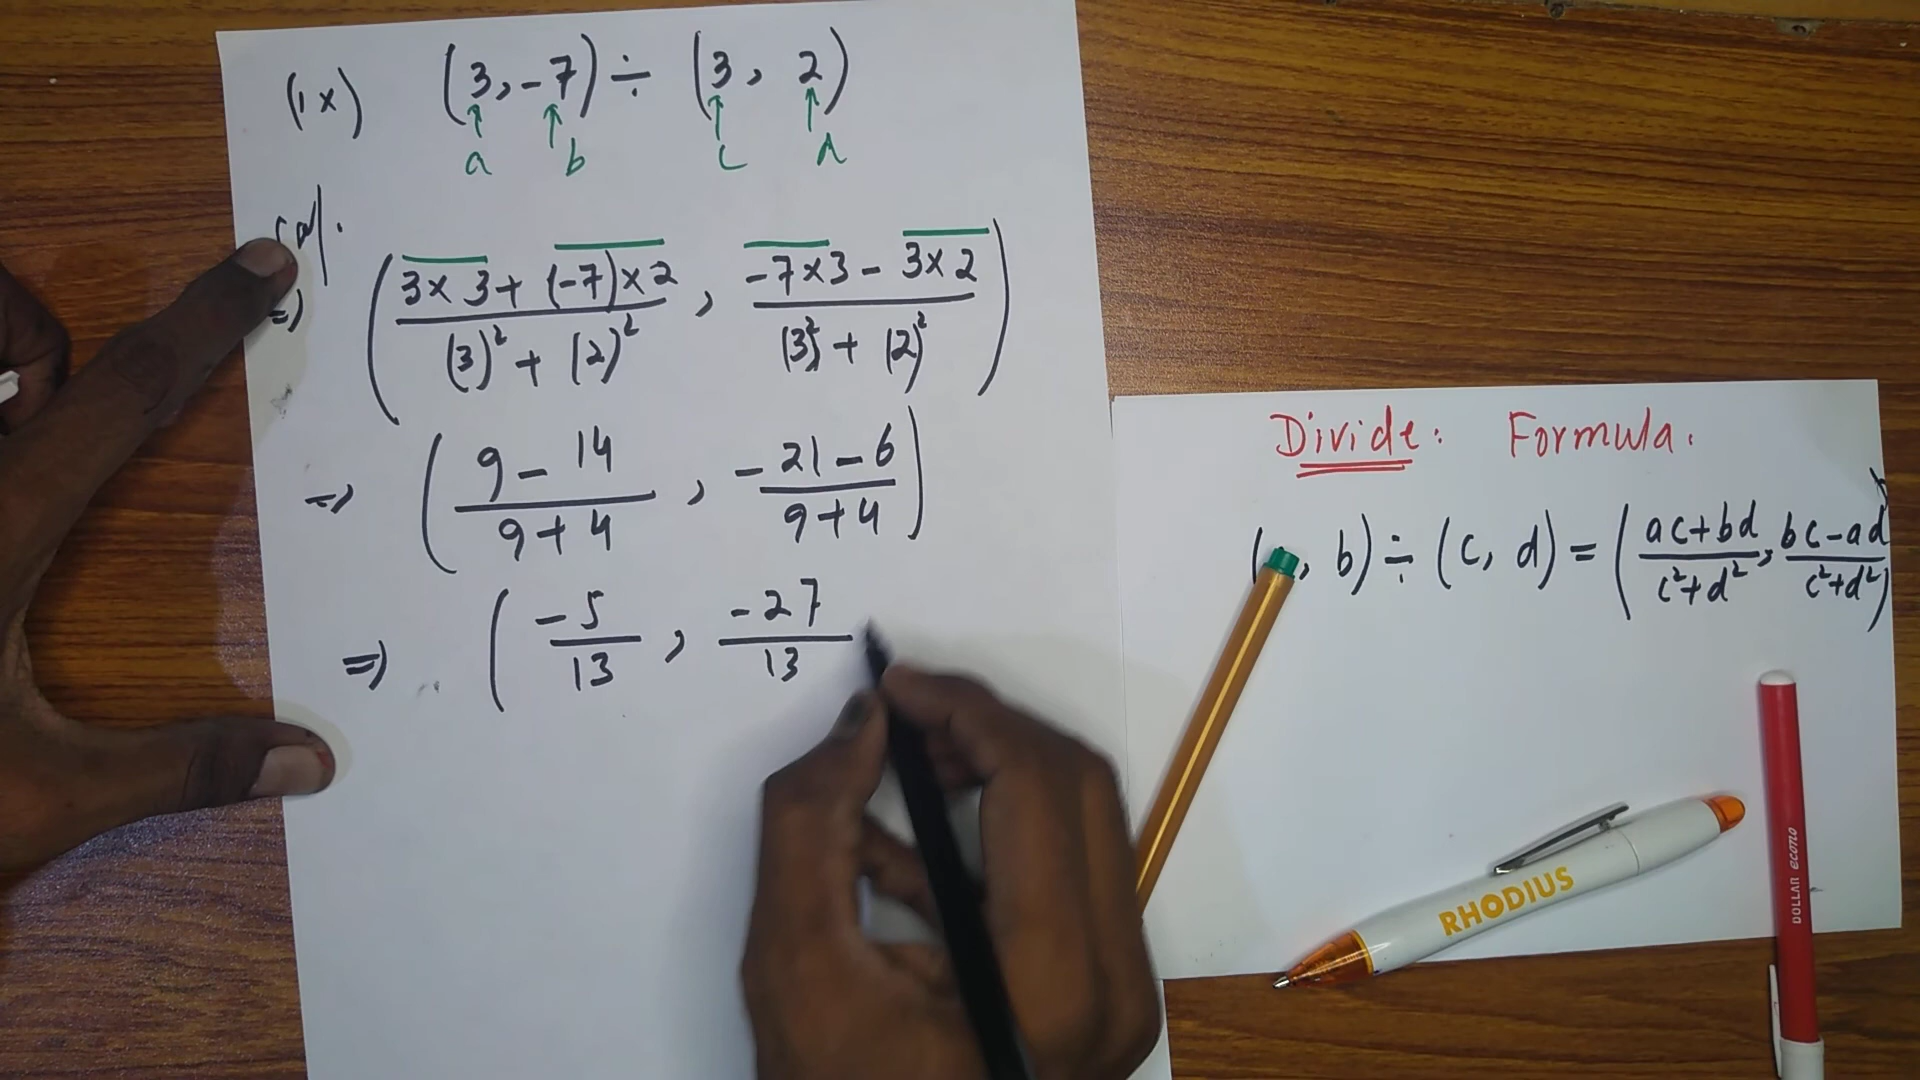 (ix) (3, -7) ÷ (3, 2)
a b c d
Sol.
=> ( (3×3 + (-7)×2) / ((3)² + (2)²) , (-7×3 - 3×2) / ((3)² + (2)²) )
=> ( (9 - 14) / (9 + 4) , (-21 - 6) / (9 + 4) )
=> ( -5 / 13 , -27 / 13
Divide: Formula.
( , b) ÷ (c, d) = ( (ac+bd) / (c²+d²) , (bc-ad) / (c²+d²) )
RHODIUS
DOLLAR econo